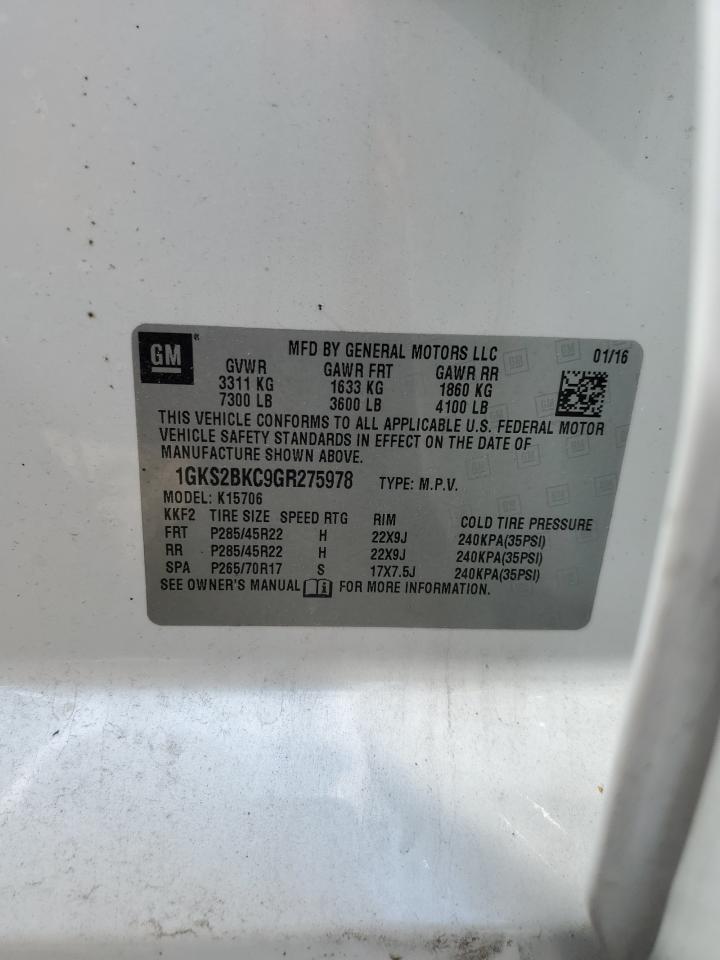 GM ®
MFD BY GENERAL MOTORS LLC 01/16
GVWR GAWR FRT GAWR RR
3311 KG 1633 KG 1860 KG
7300 LB 3600 LB 4100 LB
THIS VEHICLE CONFORMS TO ALL APPLICABLE U.S. FEDERAL MOTOR
VEHICLE SAFETY STANDARDS IN EFFECT ON THE DATE OF
MANUFACTURE SHOWN ABOVE.
1GKS2BKC9GR275978 TYPE: M.P.V.
MODEL: K15706
KKF2 TIRE SIZE SPEED RTG RIM COLD TIRE PRESSURE
FRT P285/45R22 H 22X9J 240KPA(35PSI)
RR P285/45R22 H 22X9J 240KPA(35PSI)
SPA P265/70R17 S 17X7.5J 240KPA(35PSI)
SEE OWNER'S MANUAL i FOR MORE INFORMATION.